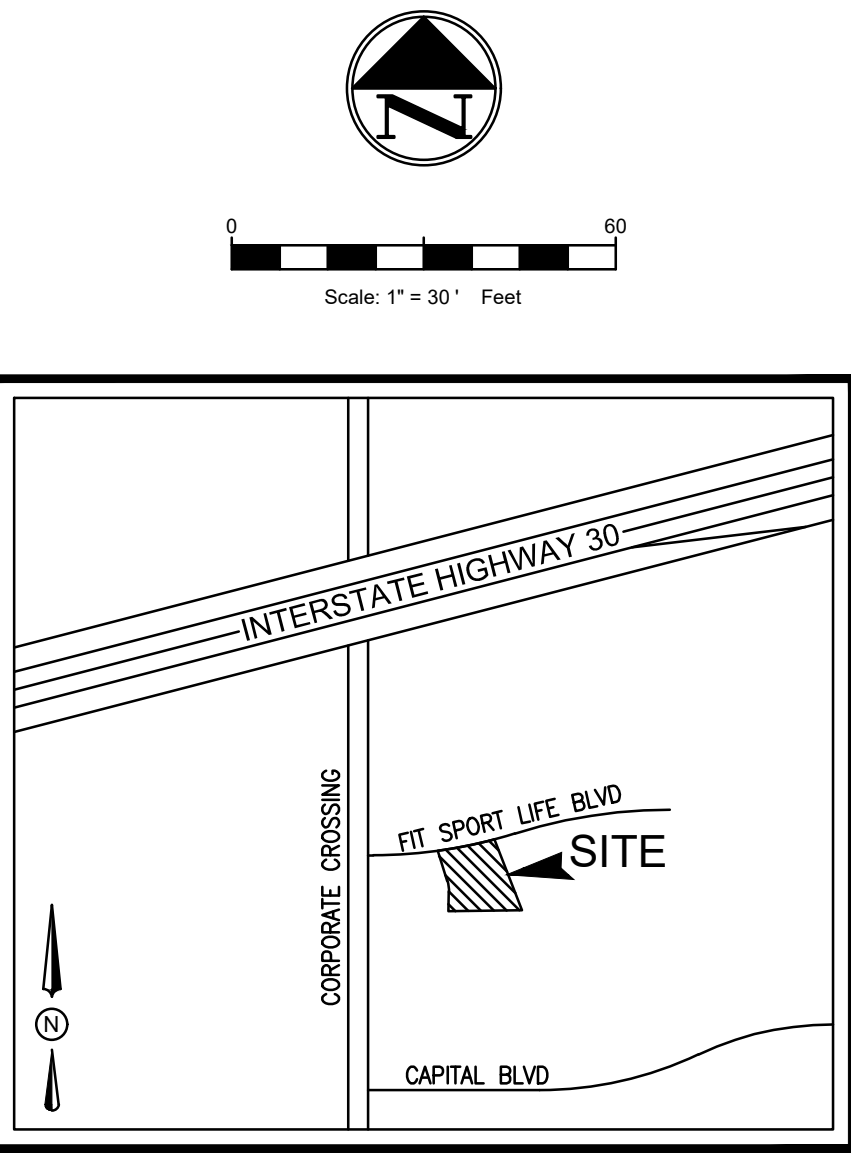 N
0 60
Scale: 1" = 30 ' Feet
INTERSTATE HIGHWAY 30
CORPORATE CROSSING
FIT SPORT LIFE BLVD
SITE
N
CAPITAL BLVD